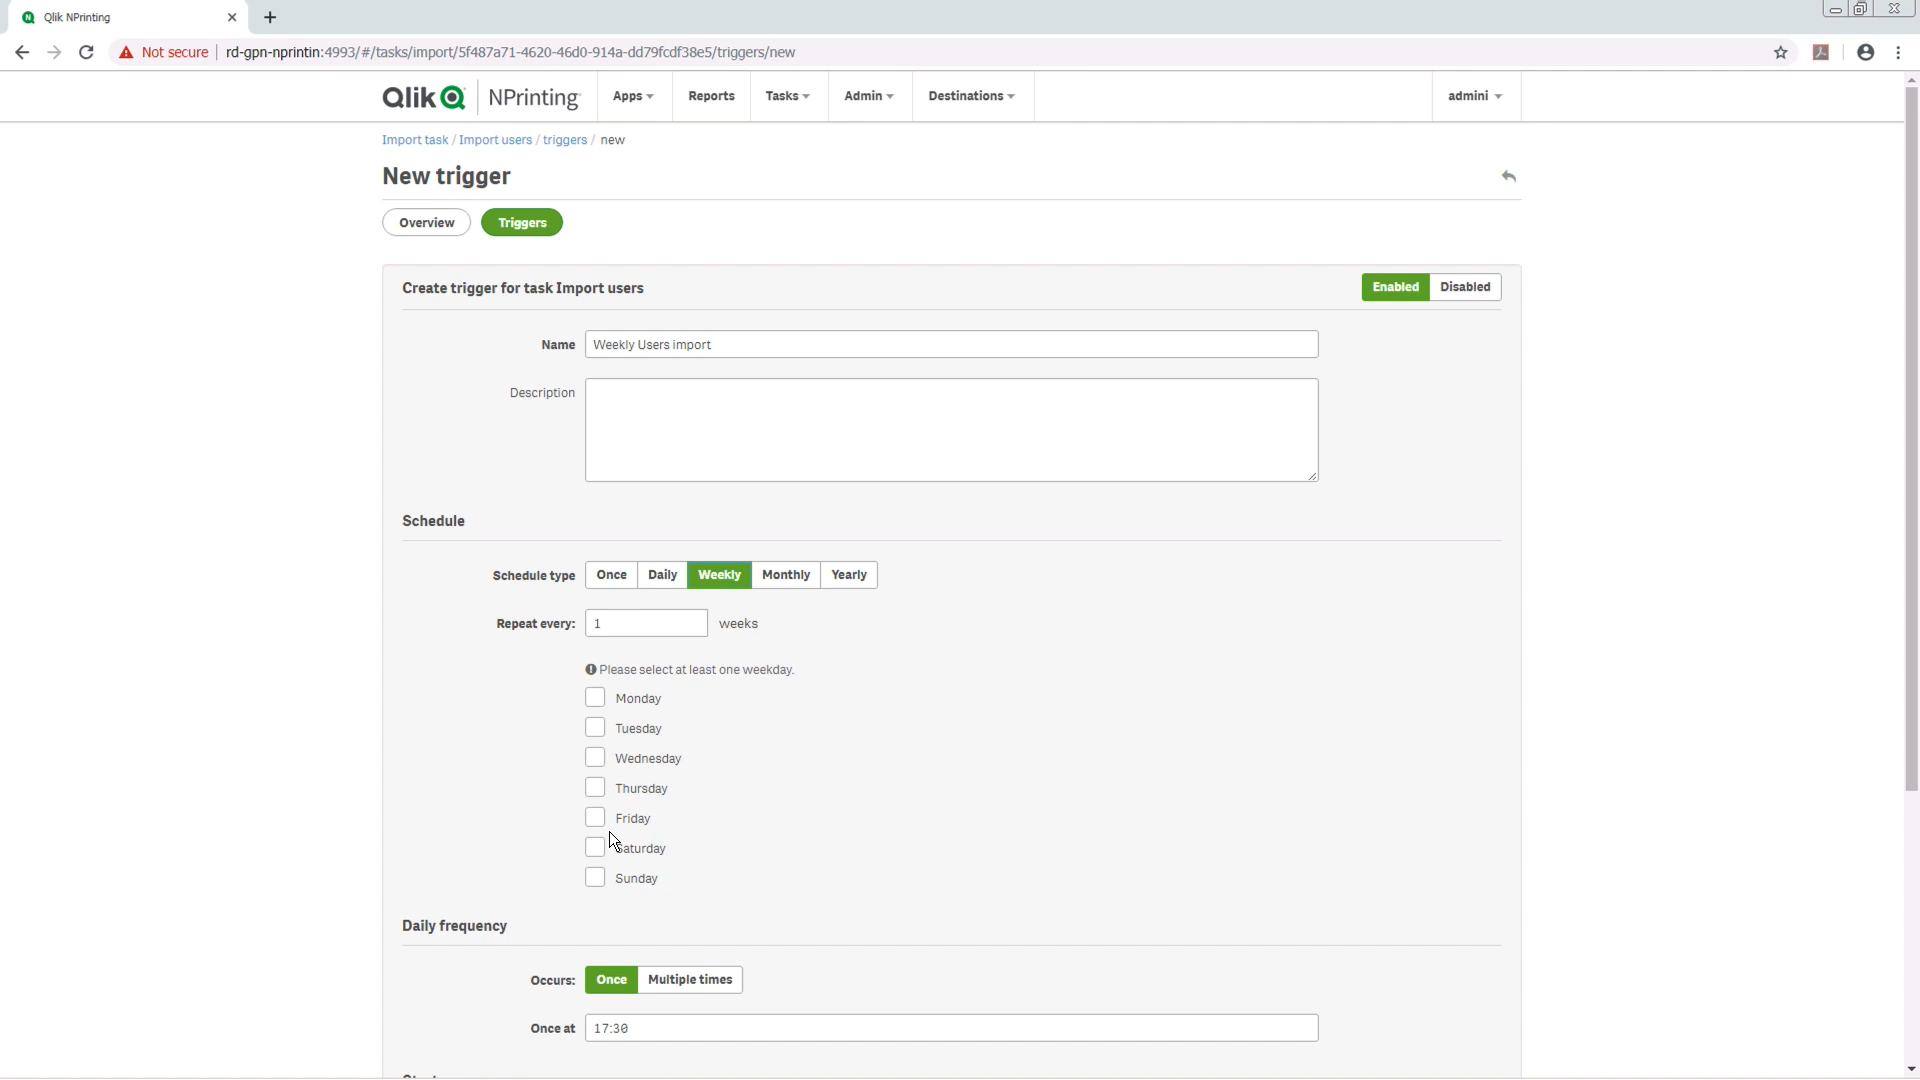 Qlik NPrinting
Not secure rd-gpn-nprintin:4993/#/tasks/import/5f487a71-4620-46d0-914a-dd79fcdf38e5/triggers/new
Qlik NPrinting Apps Reports Tasks Admin Destinations admini
Import task / Import users / triggers / new
New trigger
Overview Triggers
Create trigger for task Import users Enabled Disabled
Name Weekly Users import
Description
Schedule
Schedule type Once Daily Weekly Monthly Yearly
Repeat every: 1 weeks
Please select at least one weekday.
Monday
Tuesday
Wednesday
Thursday
Friday
Saturday
Sunday
Daily frequency
Occurs: Once Multiple times
Once at 17:30